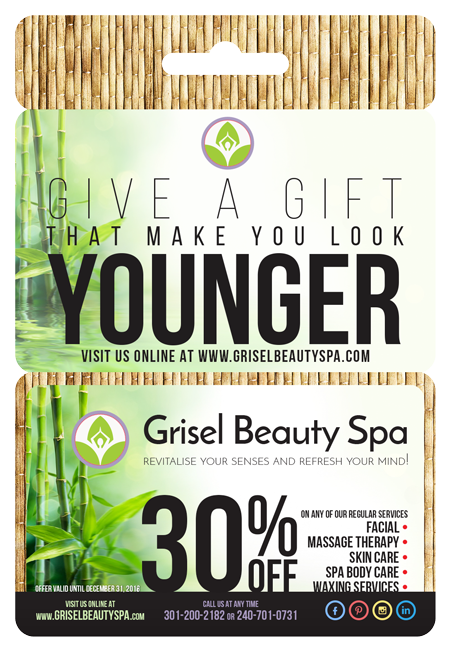 GIVE A GIFT
THAT MAKE YOU LOOK
YOUNGER
VISIT US ONLINE AT WWW.GRISELBEAUTYSPA.COM
Grisel Beauty Spa
REVITALISE YOUR SENSES AND REFRESH YOUR MIND!
30% OFF
ON ANY OF OUR REGULAR SERVICES
FACIAL •
MASSAGE THERAPY •
SKIN CARE •
SPA BODY CARE •
WAXING SERVICES •
OFFER VALID UNTIL DECEMBER 31, 2016
VISIT US ONLINE AT
WWW.GRISELBEAUTYSPA.COM
CALL US AT ANY TIME
301-200-2182 OR 240-701-0731